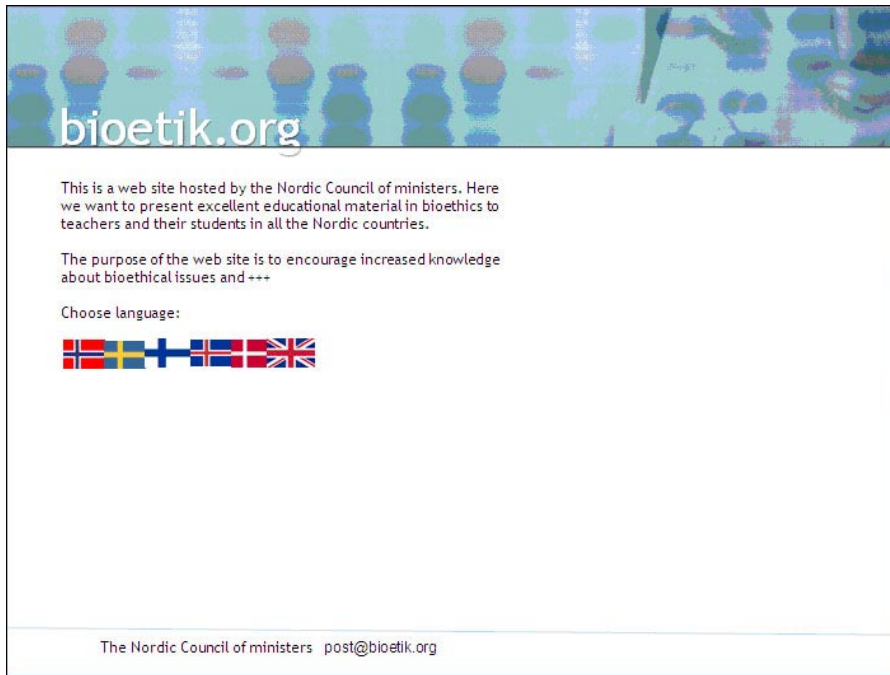 bioetik.org
This is a web site hosted by the Nordic Council of ministers. Here
we want to present excellent educational material in bioethics to
teachers and their students in all the Nordic countries.
The purpose of the web site is to encourage increased knowledge
about bioethical issues and +++
Choose language:
The Nordic Council of ministers post@bioetik.org